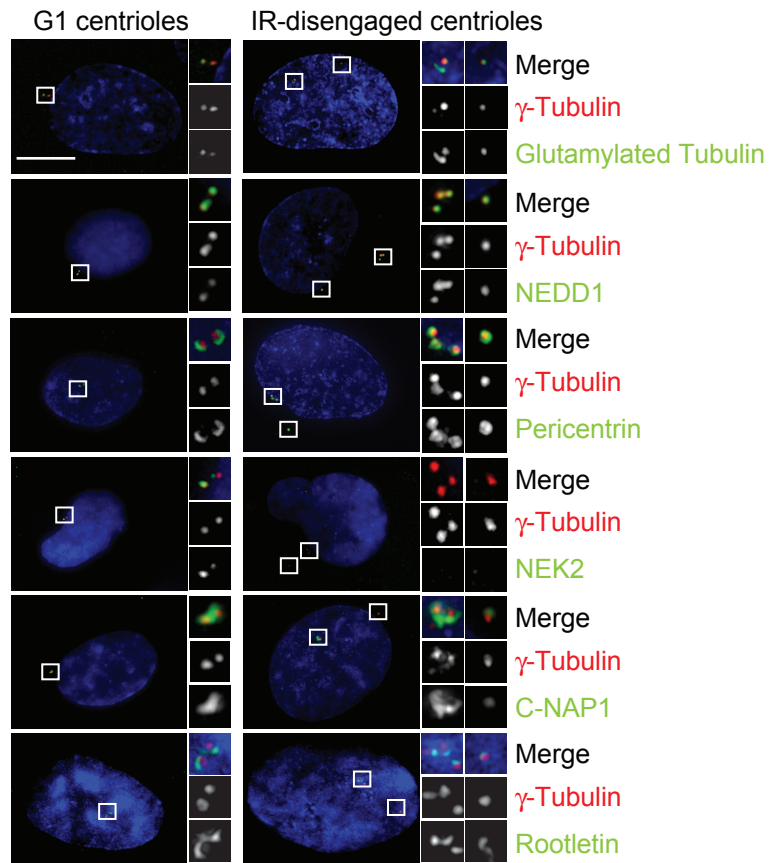 G1 centrioles
IR-disengaged centrioles
Merge
γ-Tubulin
Glutamylated Tubulin
Merge
γ-Tubulin
NEDD1
Merge
γ-Tubulin
Pericentrin
Merge
γ-Tubulin
NEK2
Merge
γ-Tubulin
C-NAP1
Merge
γ-Tubulin
Rootletin